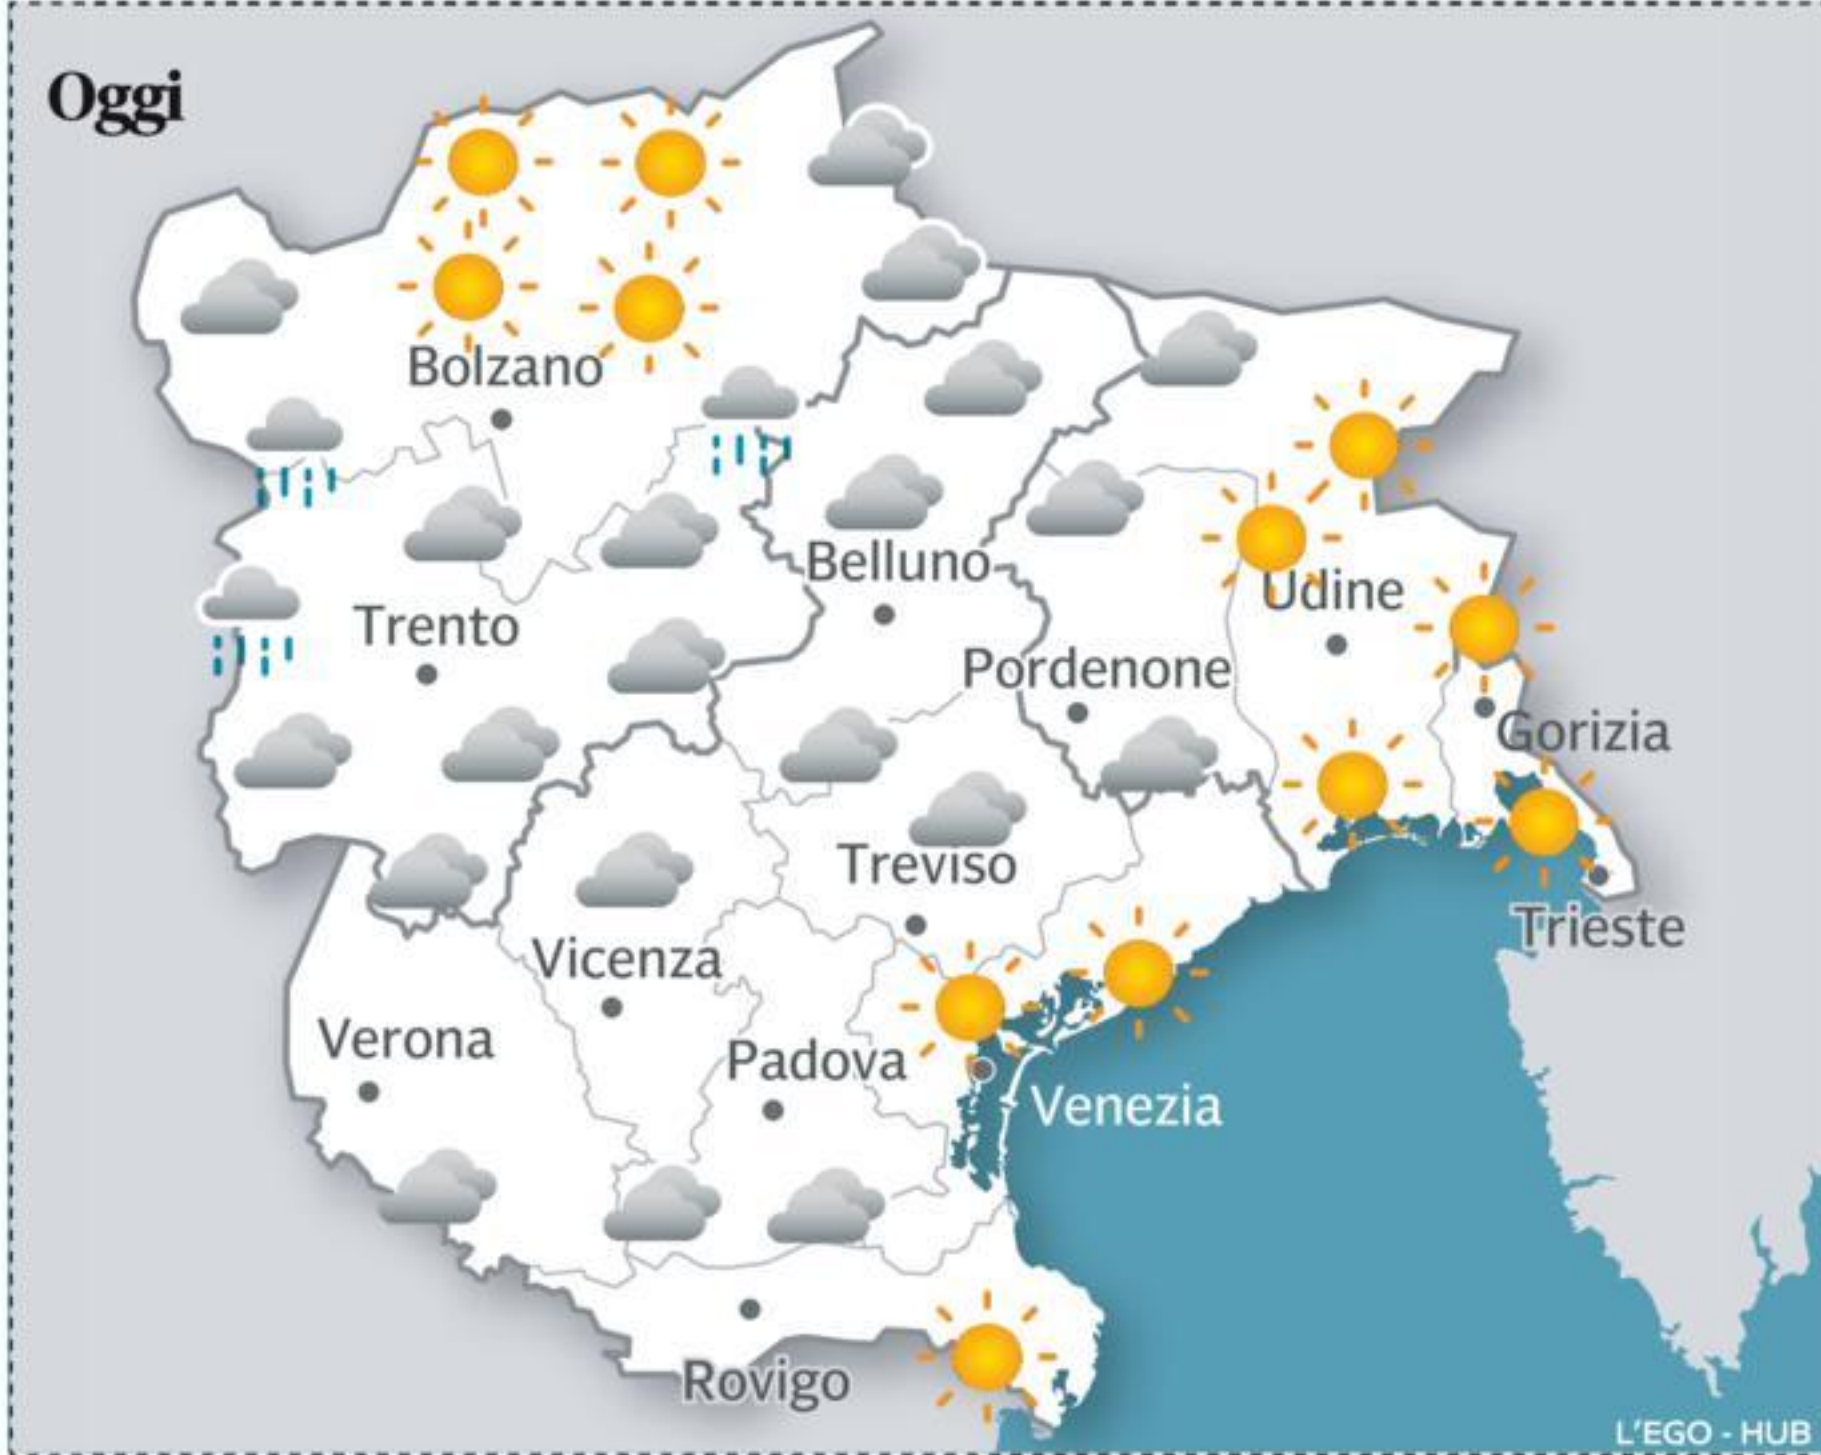 Oggi
Bolzano
Belluno
Udine
Trento
Pordenone
Gorizia
Treviso
Trieste
Vicenza
Verona
Padova
Venezia
Rovigo
L'EGO - HUB